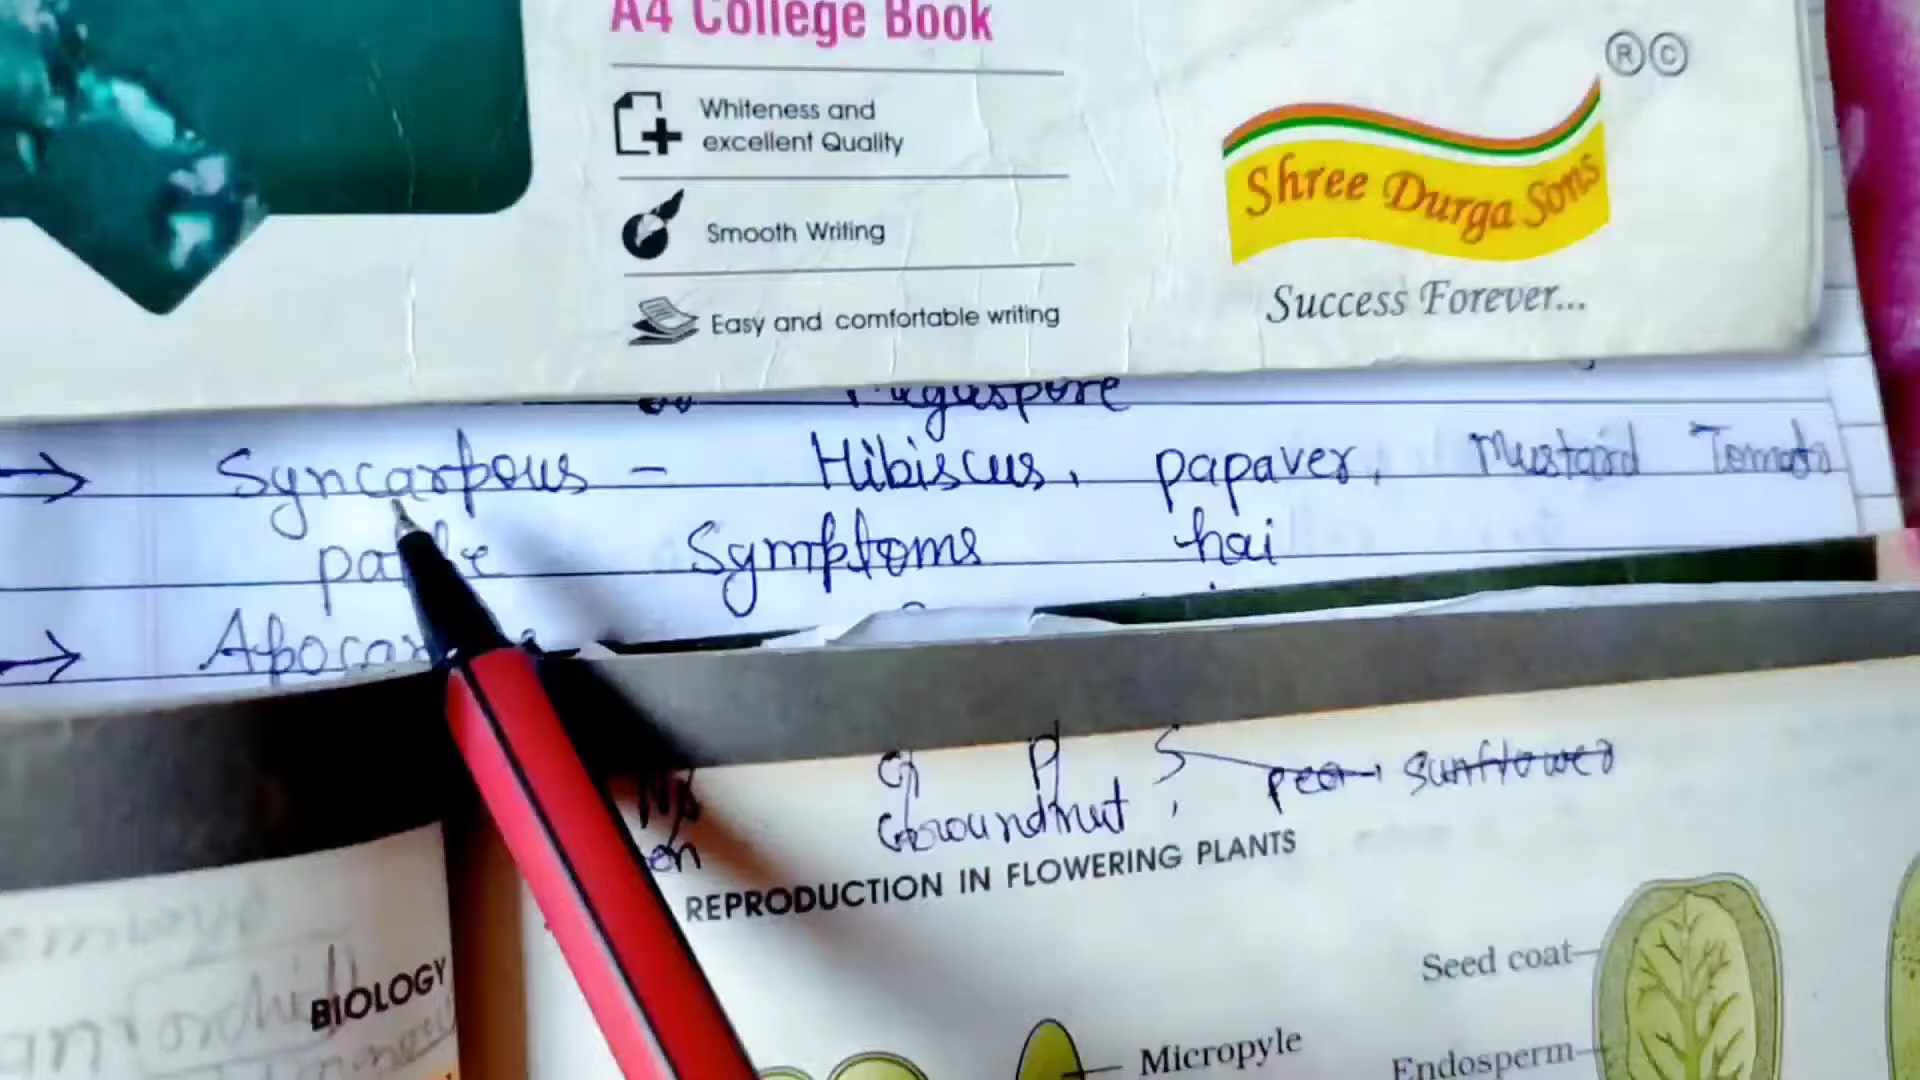 A4 College Book
Whiteness and
excellent Quality
Smooth Writing
Easy and comfortable writing
® ©
Shree Durga Sons
Success Forever...
→ Syncarpous - Hibiscus, papaver, Mustard Tomato
Symptoms hai
→
G P S pea, sunflower
Groundnut,
REPRODUCTION IN FLOWERING PLANTS
BIOLOGY
Seed coat
Micropyle
Endosperm